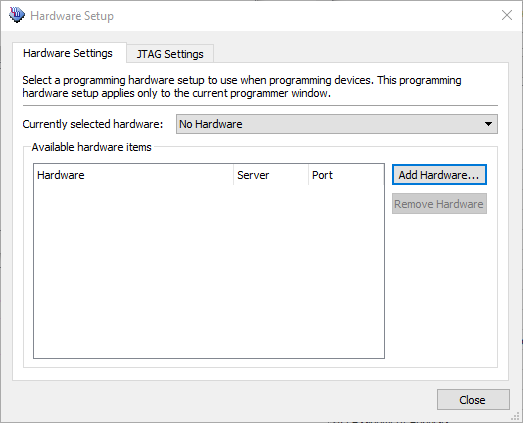 Hardware Setup
Hardware Settings
JTAG Settings
Select a programming hardware setup to use when programming devices. This programming
hardware setup applies only to the current programmer window.
Currently selected hardware: No Hardware
Available hardware items
Hardware Server Port
Add Hardware...
Remove Hardware
Close